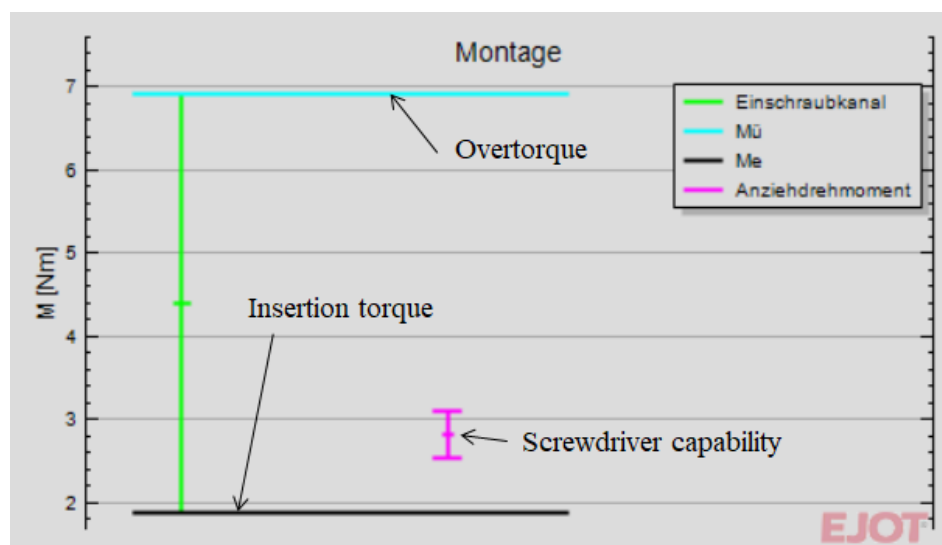 Montage
7
6
5
4
3
2
M [Nm]
Einschraubkanal
Mü
Me
Anziehdrehmoment
Overtorque
Insertion torque
Screwdriver capability
EJOT